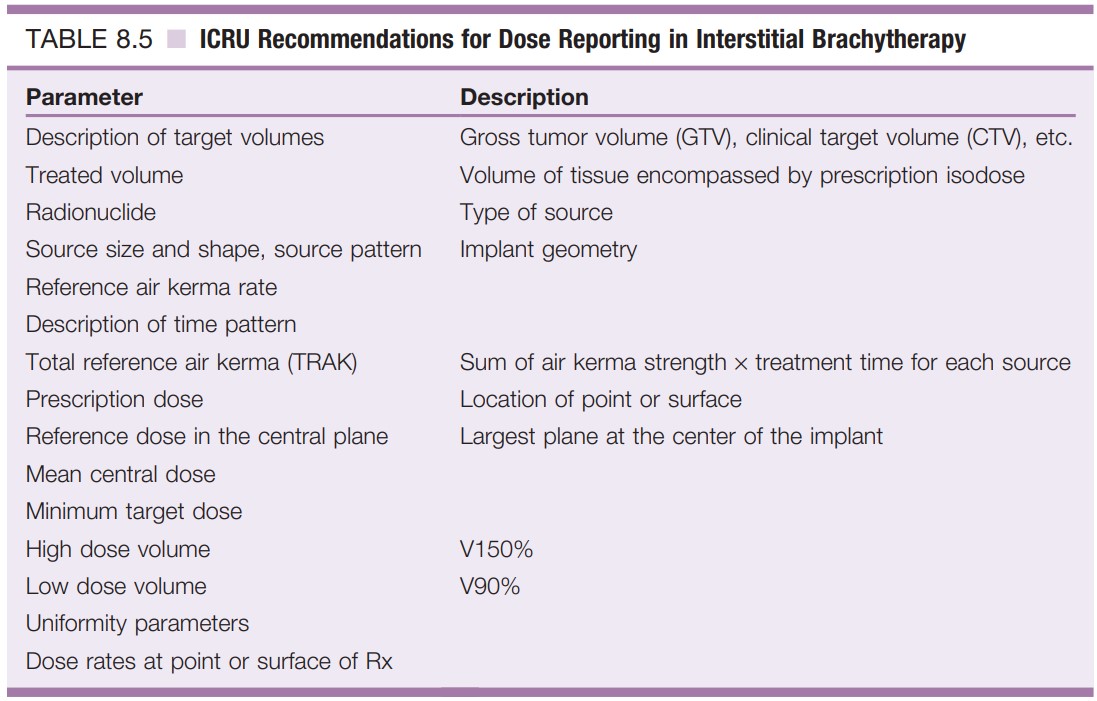 TABLE 8.5 ICRU Recommendations for Dose Reporting in Interstitial Brachytherapy
Parameter Description
Description of target volumes Gross tumor volume (GTV), clinical target volume (CTV), etc.
Treated volume Volume of tissue encompassed by prescription isodose
Radionuclide Type of source
Source size and shape, source pattern Implant geometry
Reference air kerma rate
Description of time pattern
Total reference air kerma (TRAK) Sum of air kerma strength × treatment time for each source
Prescription dose Location of point or surface
Reference dose in the central plane Largest plane at the center of the implant
Mean central dose
Minimum target dose
High dose volume V150%
Low dose volume V90%
Uniformity parameters
Dose rates at point or surface of Rx